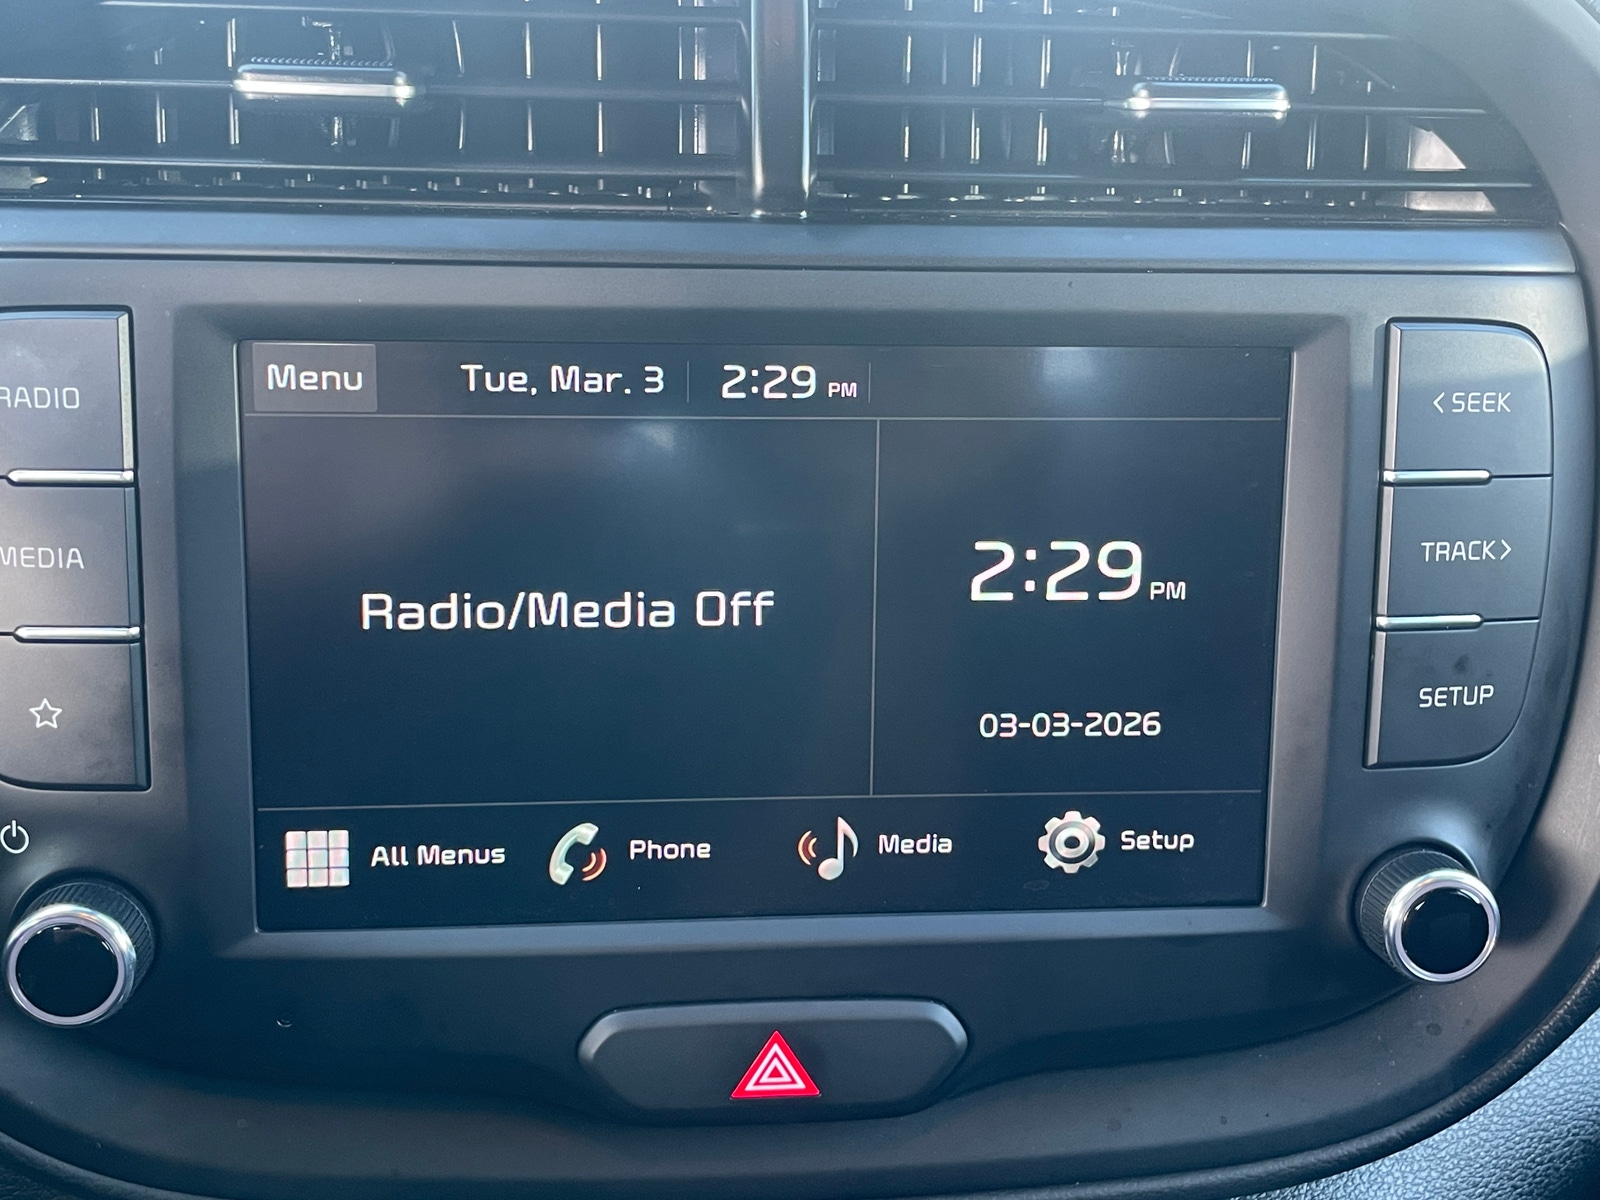 Menu
Tue, Mar. 3
2:29 PM
RADIO
MEDIA
Radio/Media Off
2:29 PM
03-03-2026
All Menus
Phone
Media
Setup
< SEEK
TRACK >
SETUP